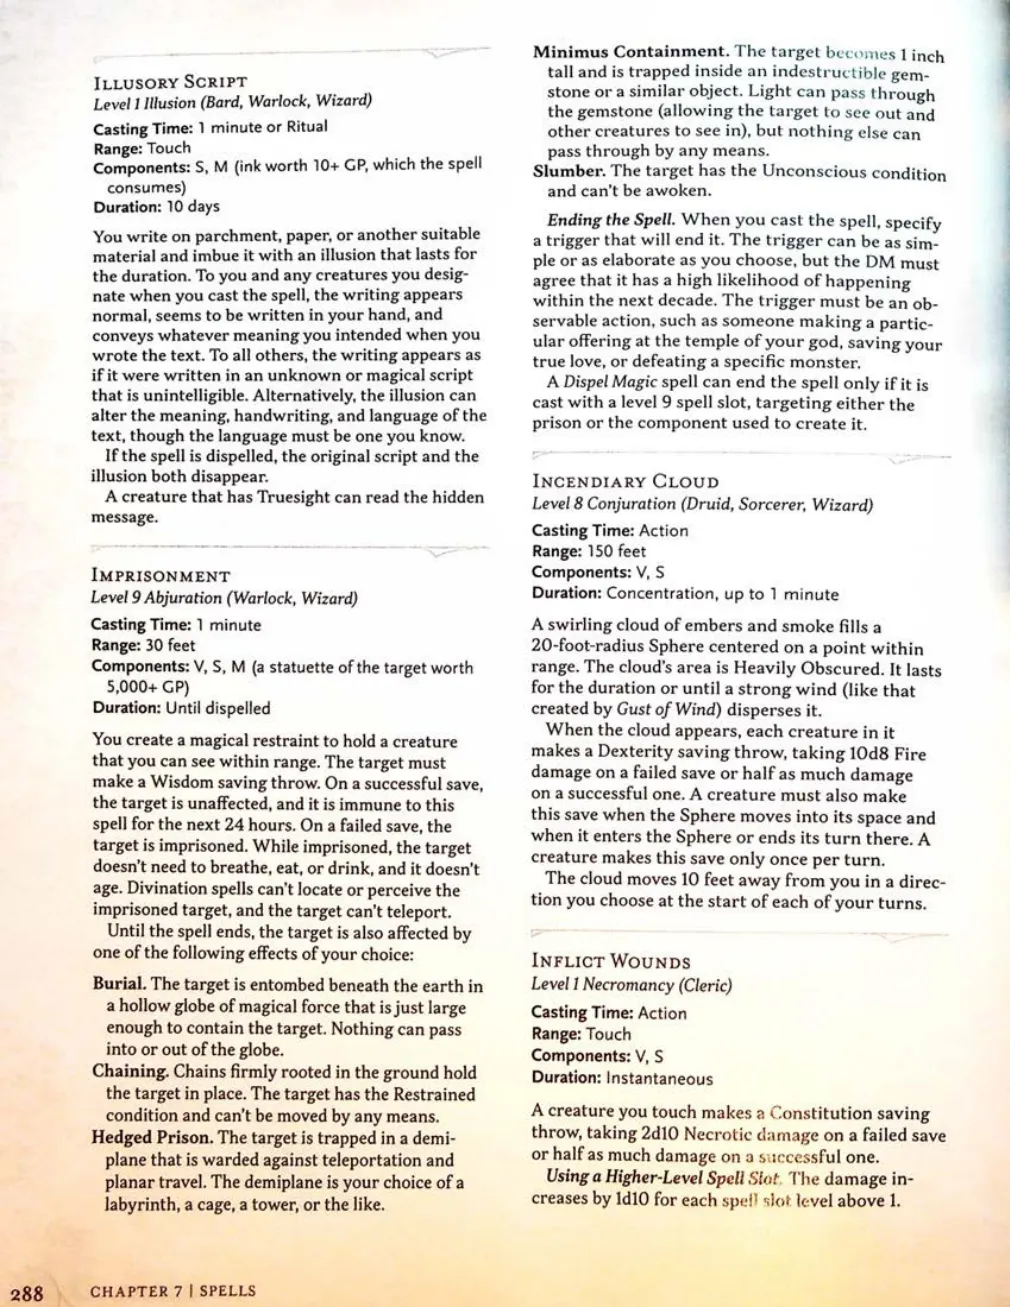 ILLUSORY SCRIPT
Level 1 Illusion (Bard, Warlock, Wizard)
Casting Time: 1 minute or Ritual
Range: Touch
Components: S, M (ink worth 10+ GP, which the spell
consumes)
Duration: 10 days
You write on parchment, paper, or another suitable
material and imbue it with an illusion that lasts for
the duration. To you and any creatures you desig-
nate when you cast the spell, the writing appears
normal, seems to be written in your hand, and
conveys whatever meaning you intended when you
wrote the text. To all others, the writing appears as
if it were written in an unknown or magical script
that is unintelligible. Alternatively, the illusion can
alter the meaning, handwriting, and language of the
text, though the language must be one you know.
If the spell is dispelled, the original script and the
illusion both disappear.
A creature that has Truesight can read the hidden
message.
IMPRISONMENT
Level 9 Abjuration (Warlock, Wizard)
Casting Time: 1 minute
Range: 30 feet
Components: V, S, M (a statuette of the target worth
5,000+ GP)
Duration: Until dispelled
You create a magical restraint to hold a creature
that you can see within range. The target must
make a Wisdom saving throw. On a successful save,
the target is unaffected, and it is immune to this
spell for the next 24 hours. On a failed save, the
target is imprisoned. While imprisoned, the target
doesn't need to breathe, eat, or drink, and it doesn't
age. Divination spells can't locate or perceive the
imprisoned target, and the target can't teleport.
Until the spell ends, the target is also affected by
one of the following effects of your choice:
Burial. The target is entombed beneath the earth in
a hollow globe of magical force that is just large
enough to contain the target. Nothing can pass
into or out of the globe.
Chaining. Chains firmly rooted in the ground hold
the target in place. The target has the Restrained
condition and can't be moved by any means.
Hedged Prison. The target is trapped in a demi-
plane that is warded against teleportation and
planar travel. The demiplane is your choice of a
labyrinth, a cage, a tower, or the like.
Minimus Containment. The target becomes 1 inch
tall and is trapped inside an indestructible gem-
stone or a similar object. Light can pass through
the gemstone (allowing the target to see out and
other creatures to see in), but nothing else can
pass through by any means.
Slumber. The target has the Unconscious condition
and can't be awoken.
Ending the Spell. When you cast the spell, specify
a trigger that will end it. The trigger can be as sim-
ple or as elaborate as you choose, but the DM must
agree that it has a high likelihood of happening
within the next decade. The trigger must be an ob-
servable action, such as someone making a partic-
ular offering at the temple of your god, saving your
true love, or defeating a specific monster.
A Dispel Magic spell can end the spell only if it is
cast with a level 9 spell slot, targeting either the
prison or the component used to create it.
INCENDIARY CLOUD
Level 8 Conjuration (Druid, Sorcerer, Wizard)
Casting Time: Action
Range: 150 feet
Components: V, S
Duration: Concentration, up to 1 minute
A swirling cloud of embers and smoke fills a
20-foot-radius Sphere centered on a point within
range. The cloud's area is Heavily Obscured. It lasts
for the duration or until a strong wind (like that
created by Gust of Wind) disperses it.
When the cloud appears, each creature in it
makes a Dexterity saving throw, taking 10d8 Fire
damage on a failed save or half as much damage
on a successful one. A creature must also make
this save when the Sphere moves into its space and
when it enters the Sphere or ends its turn there. A
creature makes this save only once per turn.
The cloud moves 10 feet away from you in a direc-
tion you choose at the start of each of your turns.
INFLICT WOUNDS
Level 1 Necromancy (Cleric)
Casting Time: Action
Range: Touch
Components: V, S
Duration: Instantaneous
A creature you touch makes a Constitution saving
throw, taking 2d10 Necrotic damage on a failed save
or half as much damage on a successful one.
Using a Higher-Level Spell Slot. The damage in-
creases by 1d10 for each spell slot level above 1.
288 CHAPTER 7 | SPELLS